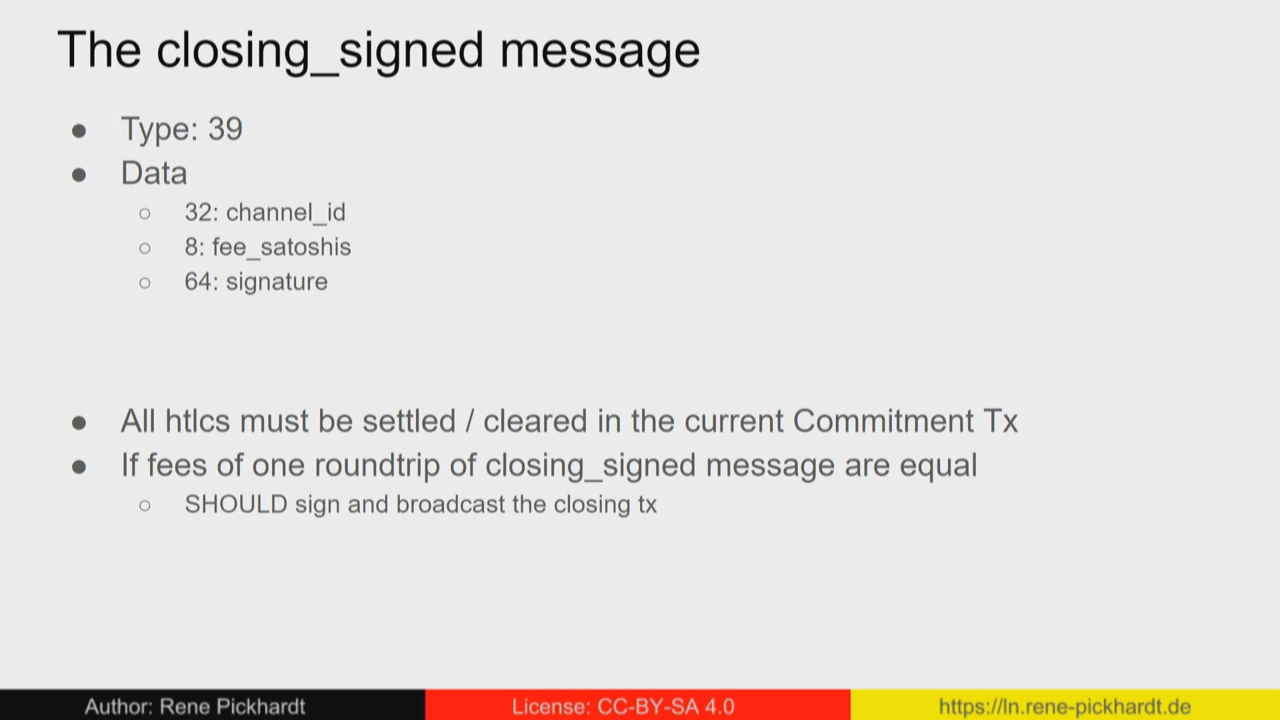 The closing_signed message
● Type: 39
● Data
○ 32: channel_id
○ 8: fee_satoshis
○ 64: signature
● All htlcs must be settled / cleared in the current Commitment Tx
● If fees of one roundtrip of closing_signed message are equal
○ SHOULD sign and broadcast the closing tx
Author: Rene Pickhardt
License: CC-BY-SA 4.0
https://ln.rene-pickhardt.de